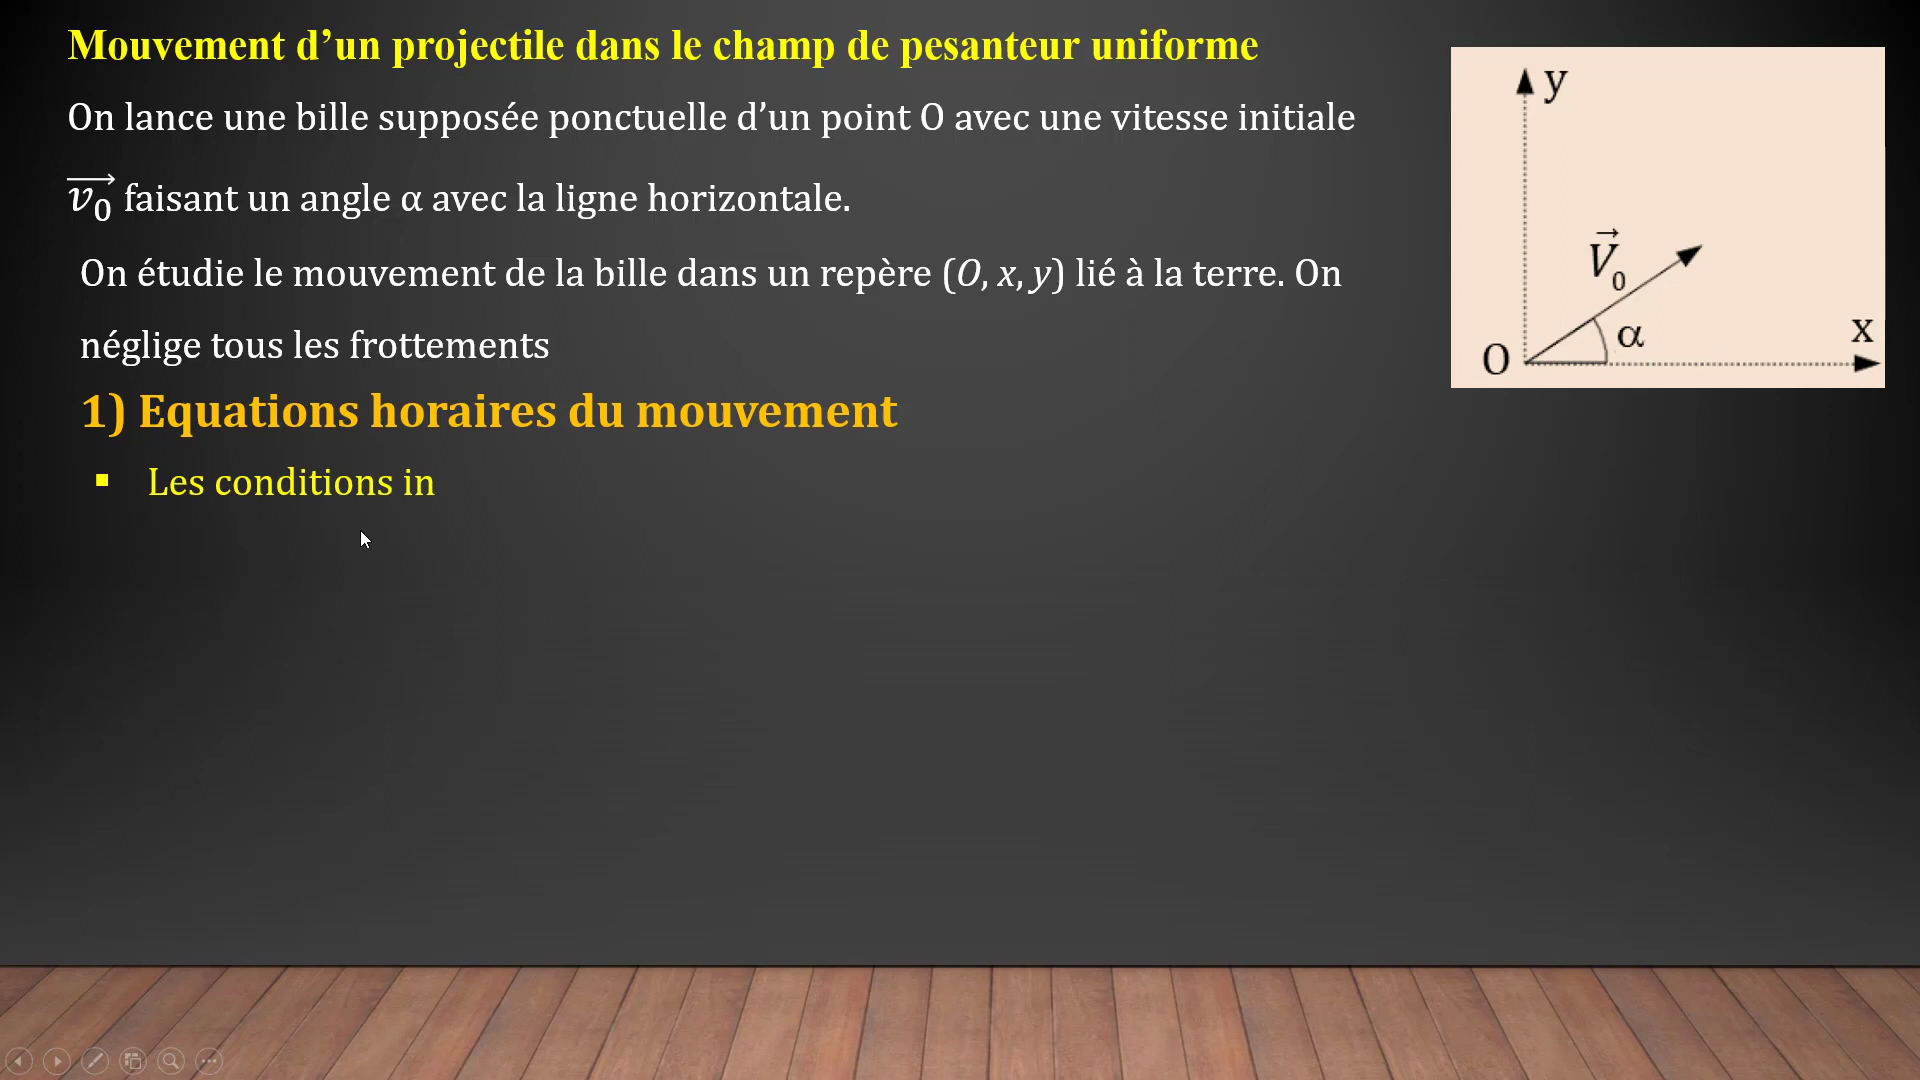 Mouvement d’un projectile dans le champ de pesanteur uniforme
On lance une bille supposée ponctuelle d’un point O avec une vitesse initiale
v₀ faisant un angle α avec la ligne horizontale.
On étudie le mouvement de la bille dans un repère (O, x, y) lié à la terre. On
néglige tous les frottements
1) Equations horaires du mouvement
▪ Les conditions in
y
V₀
α
x
O